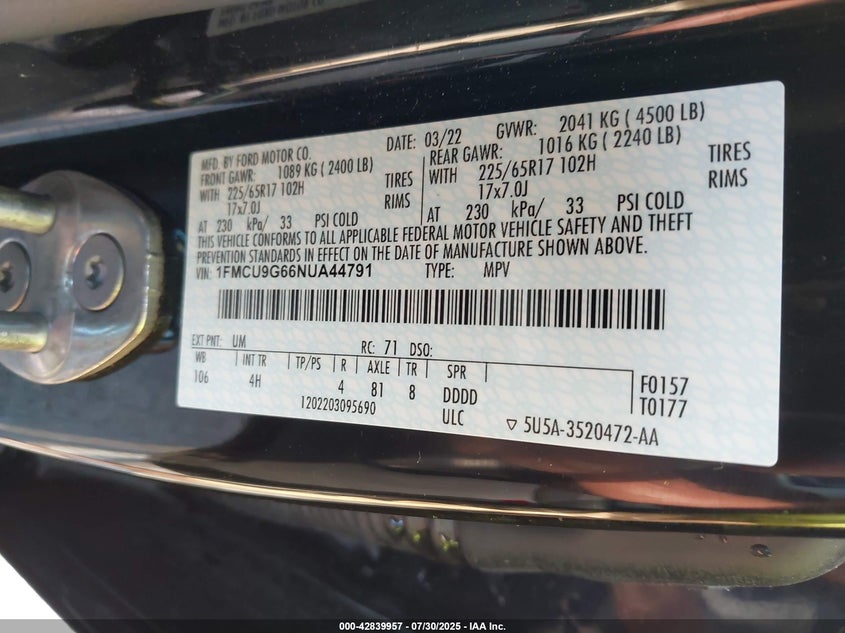 MFD. BY FORD MOTOR CO.
DATE: 03/22 GVWR: 2041 KG ( 4500 LB)
FRONT GAWR: 1089 KG ( 2400 LB)
REAR GAWR: 1016 KG ( 2240 LB)
WITH 225/65R17 102H TIRES
WITH 225/65R17 102H TIRES
17x7.0J RIMS
17x7.0J RIMS
AT 230 kPa/ 33 PSI COLD
AT 230 kPa/ 33 PSI COLD
THIS VEHICLE CONFORMS TO ALL APPLICABLE FEDERAL MOTOR VEHICLE SAFETY AND THEFT
PREVENTION STANDARDS IN EFFECT ON THE DATE OF MANUFACTURE SHOWN ABOVE.
VIN: 1FMCU9G66NUA44791 TYPE: MPV
EXT PNT: UM RC: 71 DSO:
WB INT TR TP/PS R AXLE TR SPR
106 4H 4 81 8 DDDD
F0157
T0177
1202203095690 ULC
5U5A-3520472-AA
000-42839957 - 07/30/2025 - IAA Inc.